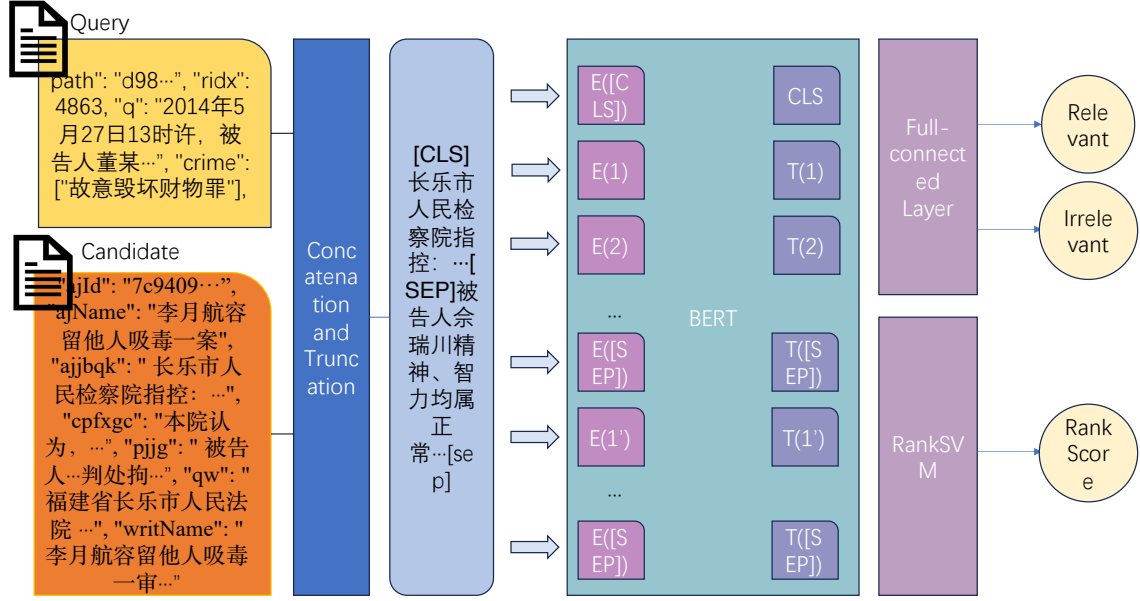 Query
path": "d98…”, "ridx":
4863, "q": "2014年5
月27日13时许，被
告人董某…”, "crime":
["故意毁坏财物罪"],
Candidate
"ajId": "7c9409…”,
"ajName": "李月航容
留他人吸毒一案",
"ajjbqk": " 长乐市人
民检察院指控： …",
"cpfxgc": "本院认
为，…”, "pjjg": " 被告
人…判处拘…”, "qw": "
福建省长乐市人民法
院 …", "writName": "
李月航容留他人吸毒
一审…”
Conc
atena
tion
and
Trunc
ation
[CLS]
长乐市
人民检
察院指
控：…[
SEP]被
告人佘
瑞川精
神、智
力均属
正
常…[se
p]
E([C
LS])
E(1)
E(2)
...
E([S
EP])
E(1')
...
E([S
EP])
BERT
CLS
T(1)
T(2)
T([S
EP])
T(1')
T([S
EP])
Full-
connect
ed
Layer
RankSV
M
Rele
vant
Irrele
vant
Rank
Scor
e